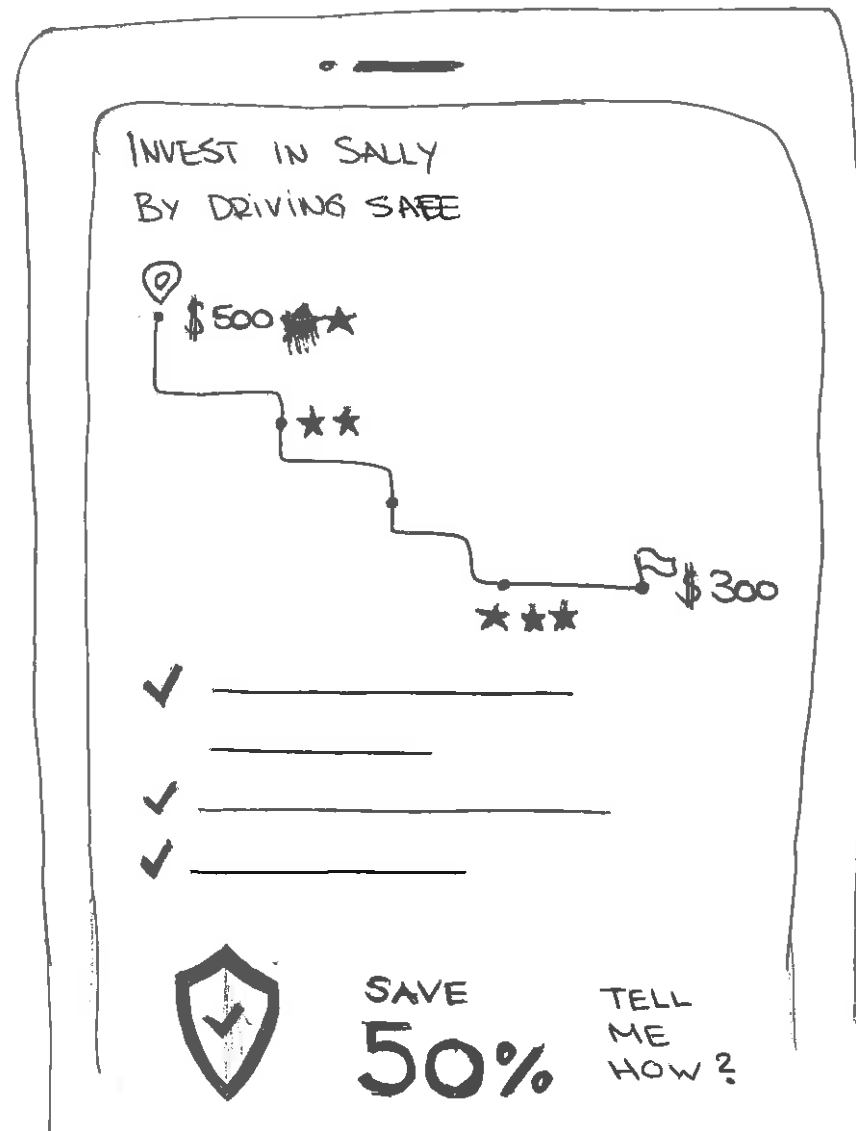 INVEST IN SALLY
BY DRIVING SAFE
$500
$300
SAVE
50%
TELL
ME
HOW?